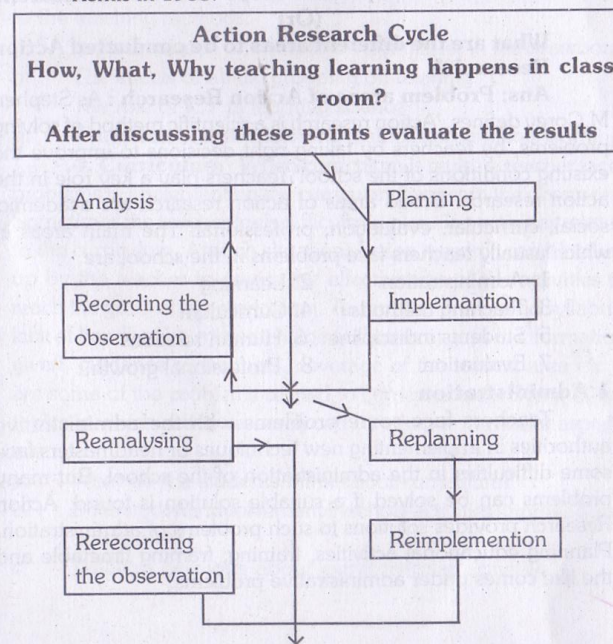 Action Research Cycle
How, What, Why teaching learning happens in class
room?
After discussing these points evaluate the results
Analysis
Planning
Recording the
observation
Implemantion
Reanalysing
Replanning
Rerecording
the observation
Reimplemention